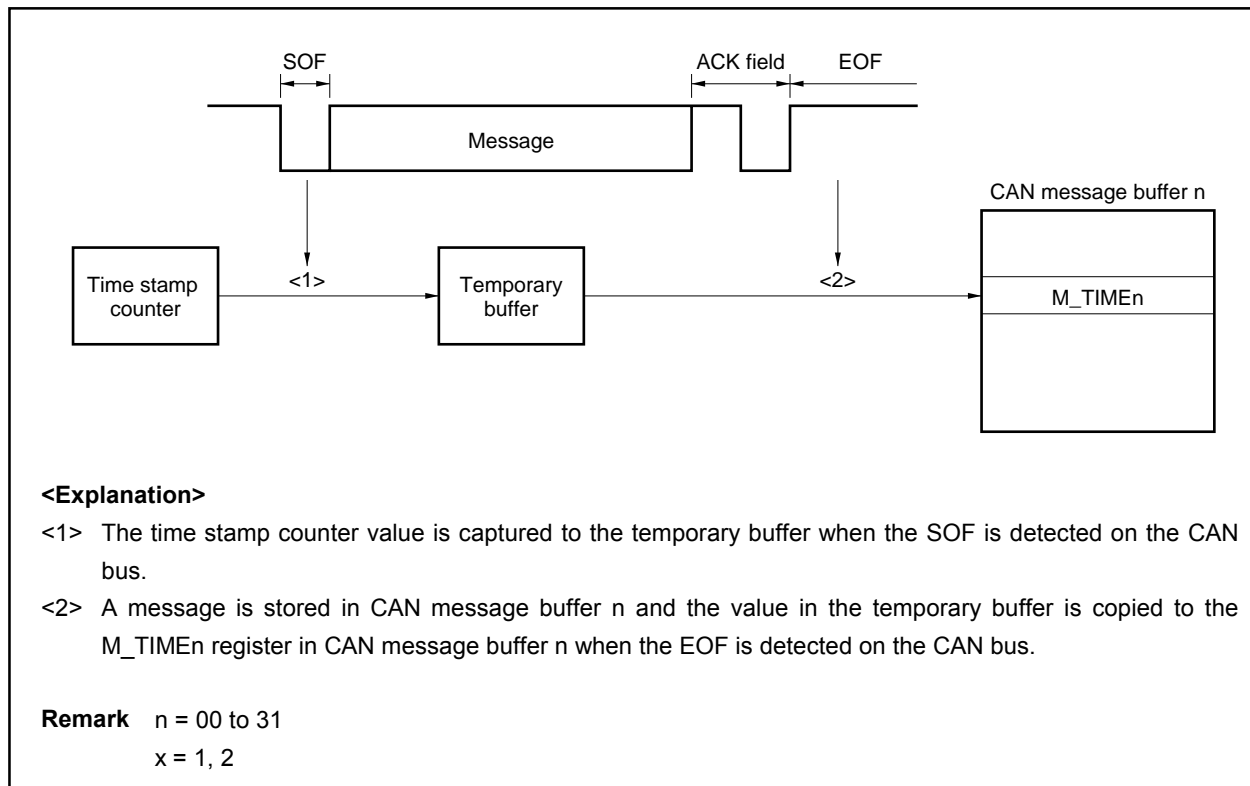 SOF
ACK field
EOF
Message
CAN message buffer n
Time stamp
counter
<1>
Temporary
buffer
<2>
M_TIMEn
<Explanation>
<1> The time stamp counter value is captured to the temporary buffer when the SOF is detected on the CAN
bus.
<2> A message is stored in CAN message buffer n and the value in the temporary buffer is copied to the
M_TIMEn register in CAN message buffer n when the EOF is detected on the CAN bus.
Remark n = 00 to 31
x = 1, 2